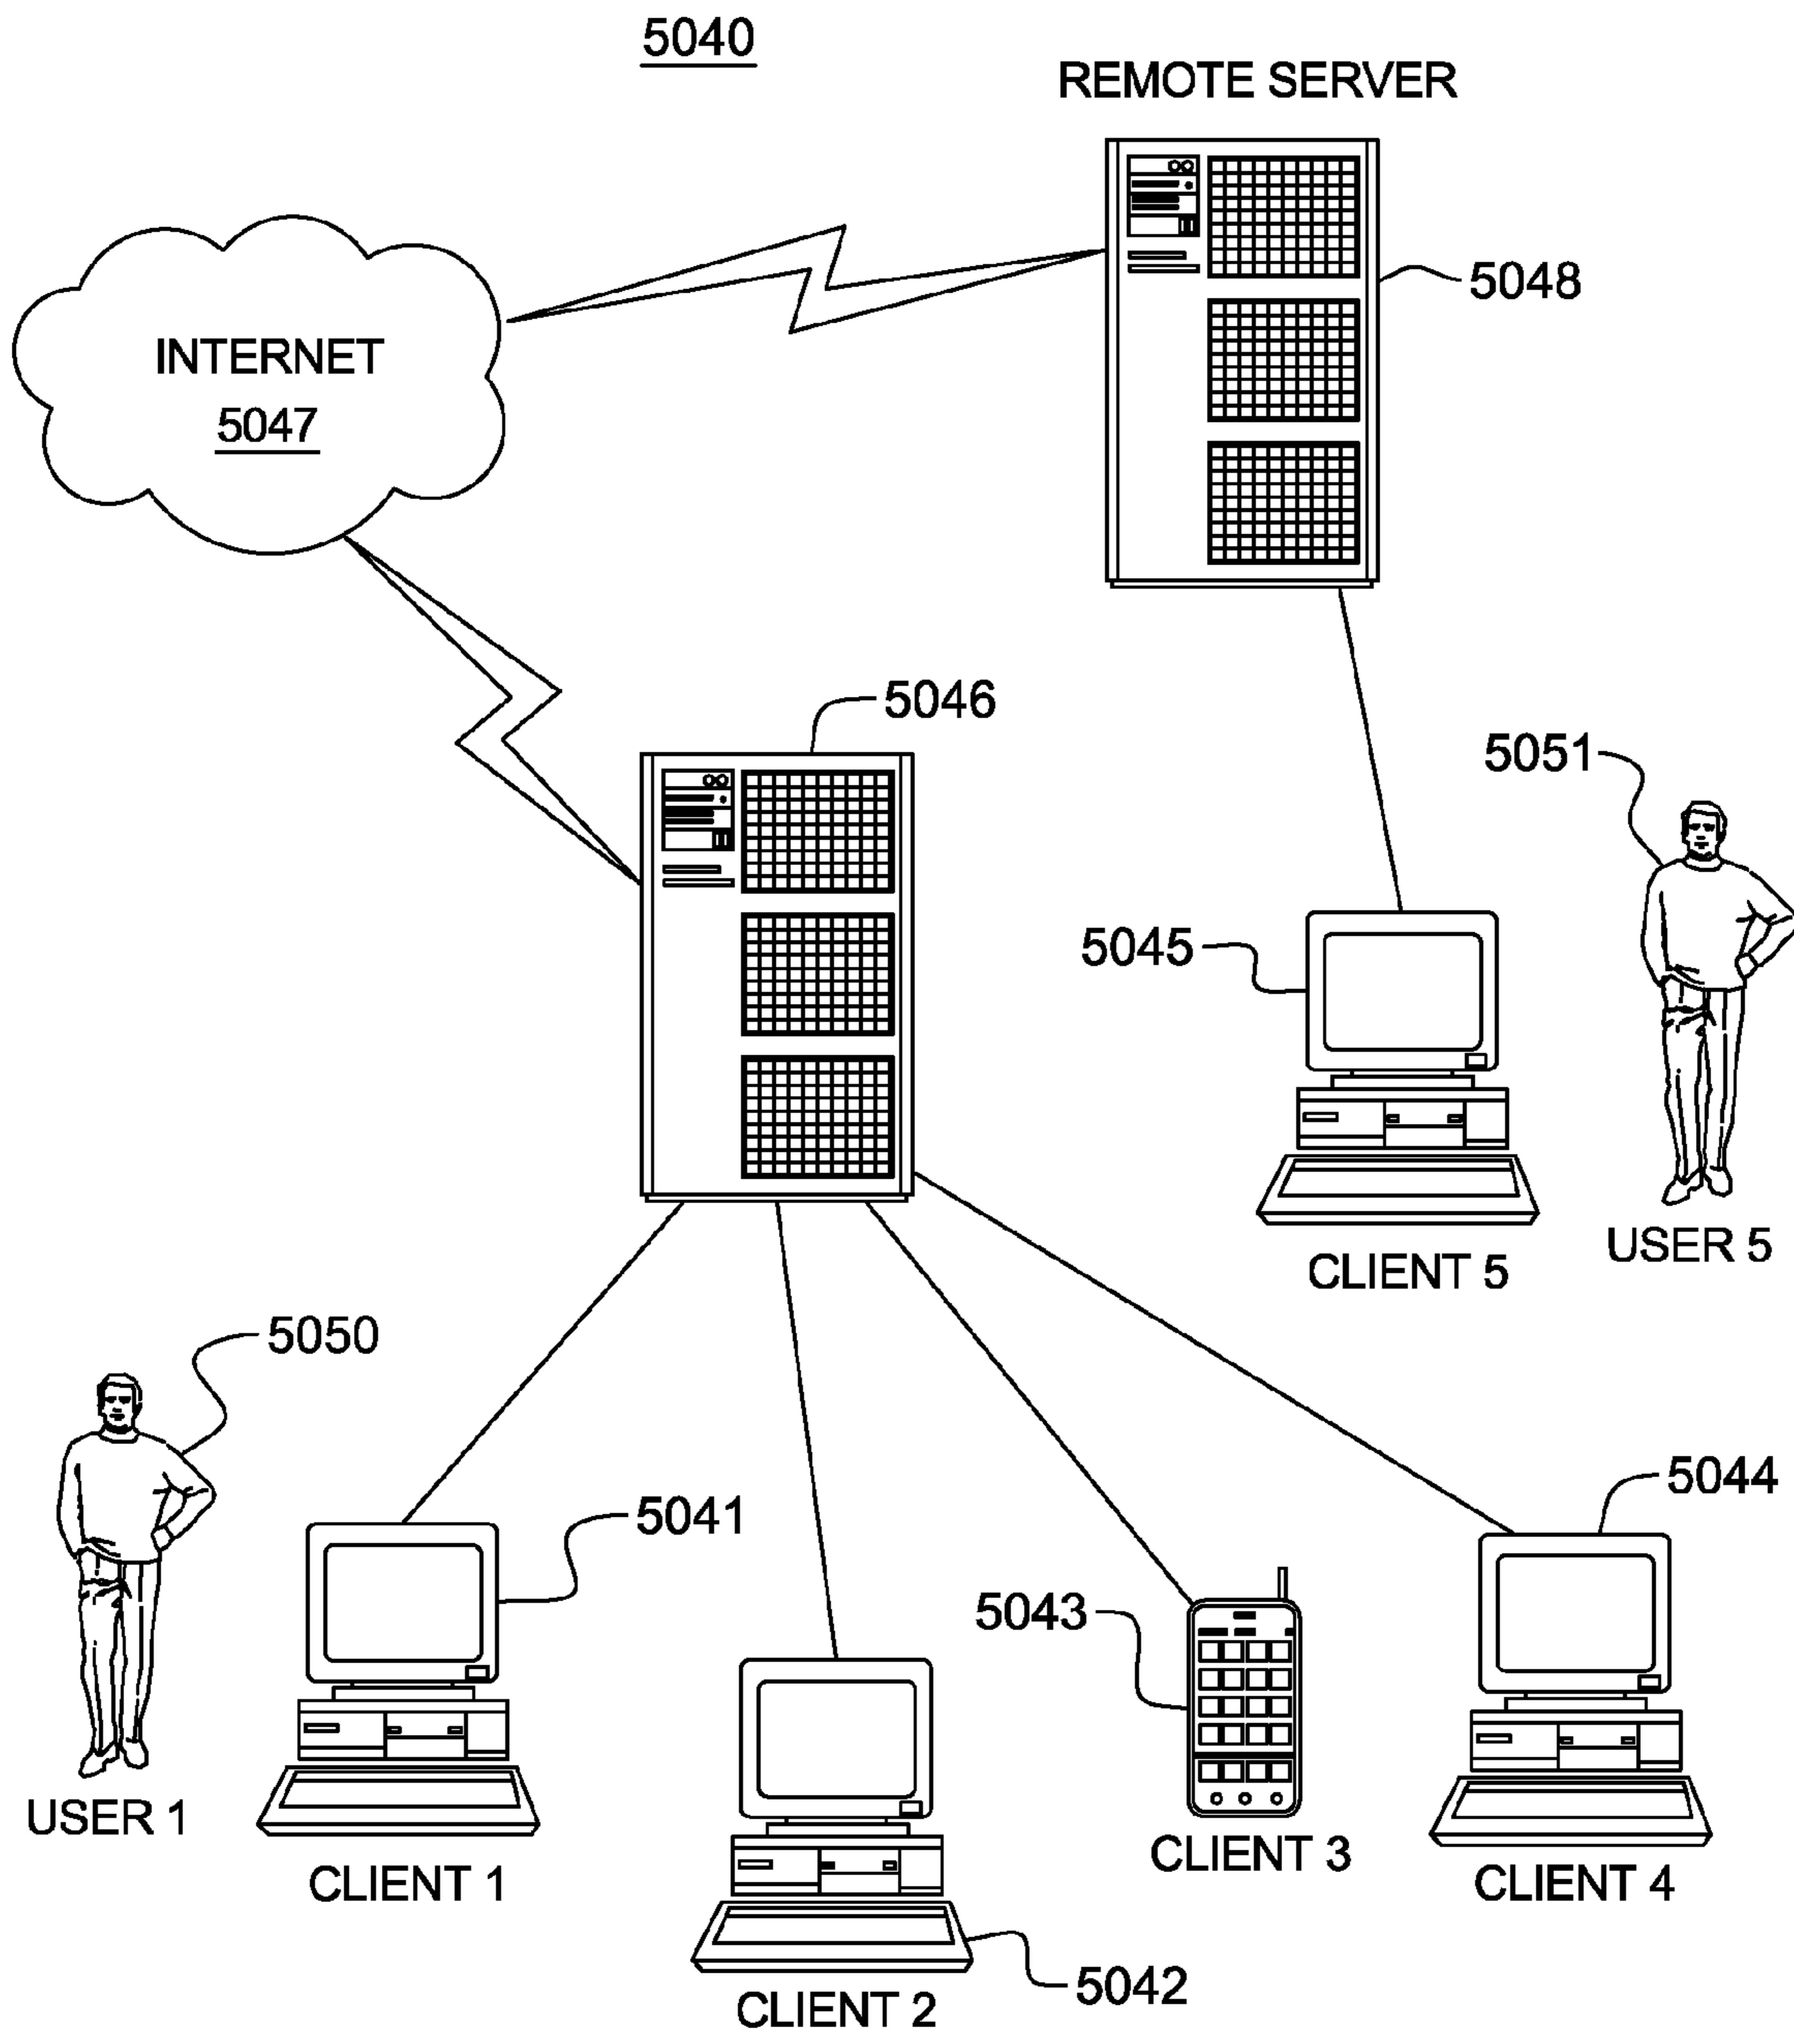 5040
REMOTE SERVER
5048
INTERNET
5047
5046
5051
5045
USER 5
CLIENT 5
5050
5044
5041
5043
USER 1
CLIENT 3
CLIENT 1
CLIENT 4
5042
CLIENT 2